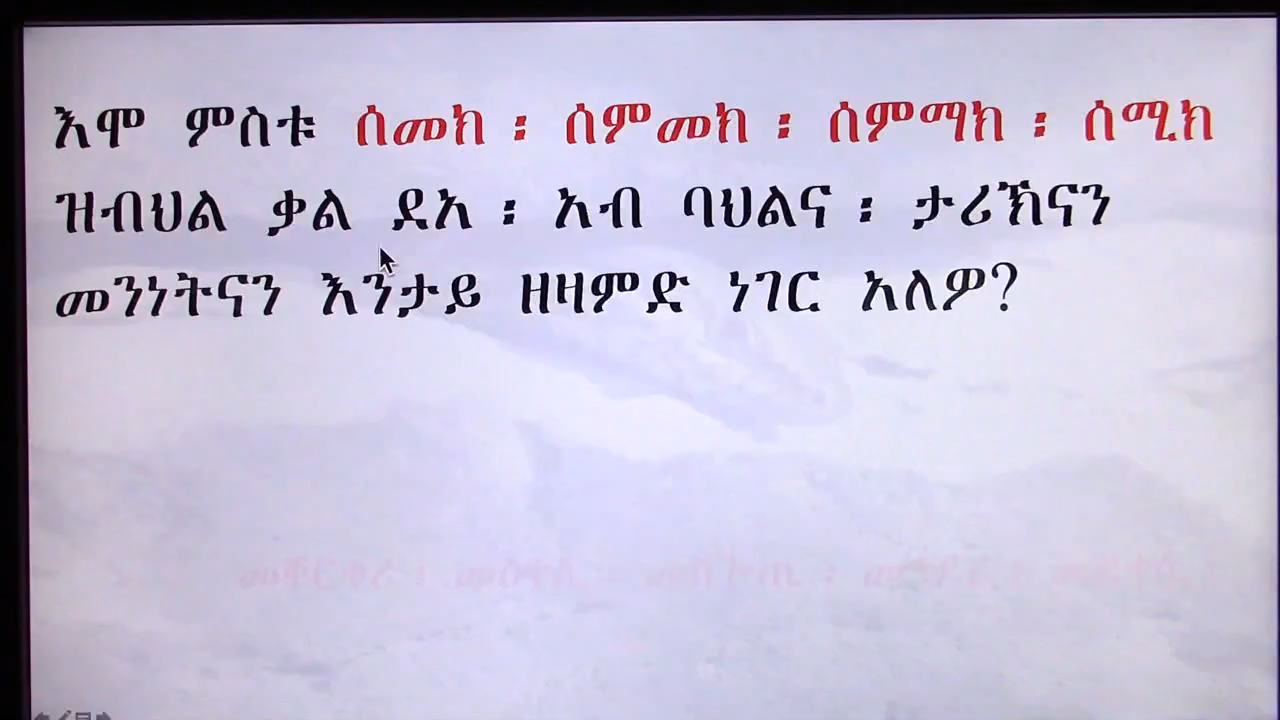 እሞ ምስቱ ሰመክ ፡ ሰምመክ ፡ ሰምማክ ፡ ሰሚክ
ዝብህል ቃል ደአ ፡ አብ ባህልና ፡ ታሪኽናን
መንነትናን እንታይ ዘዛምድ ነገር አለዎ?